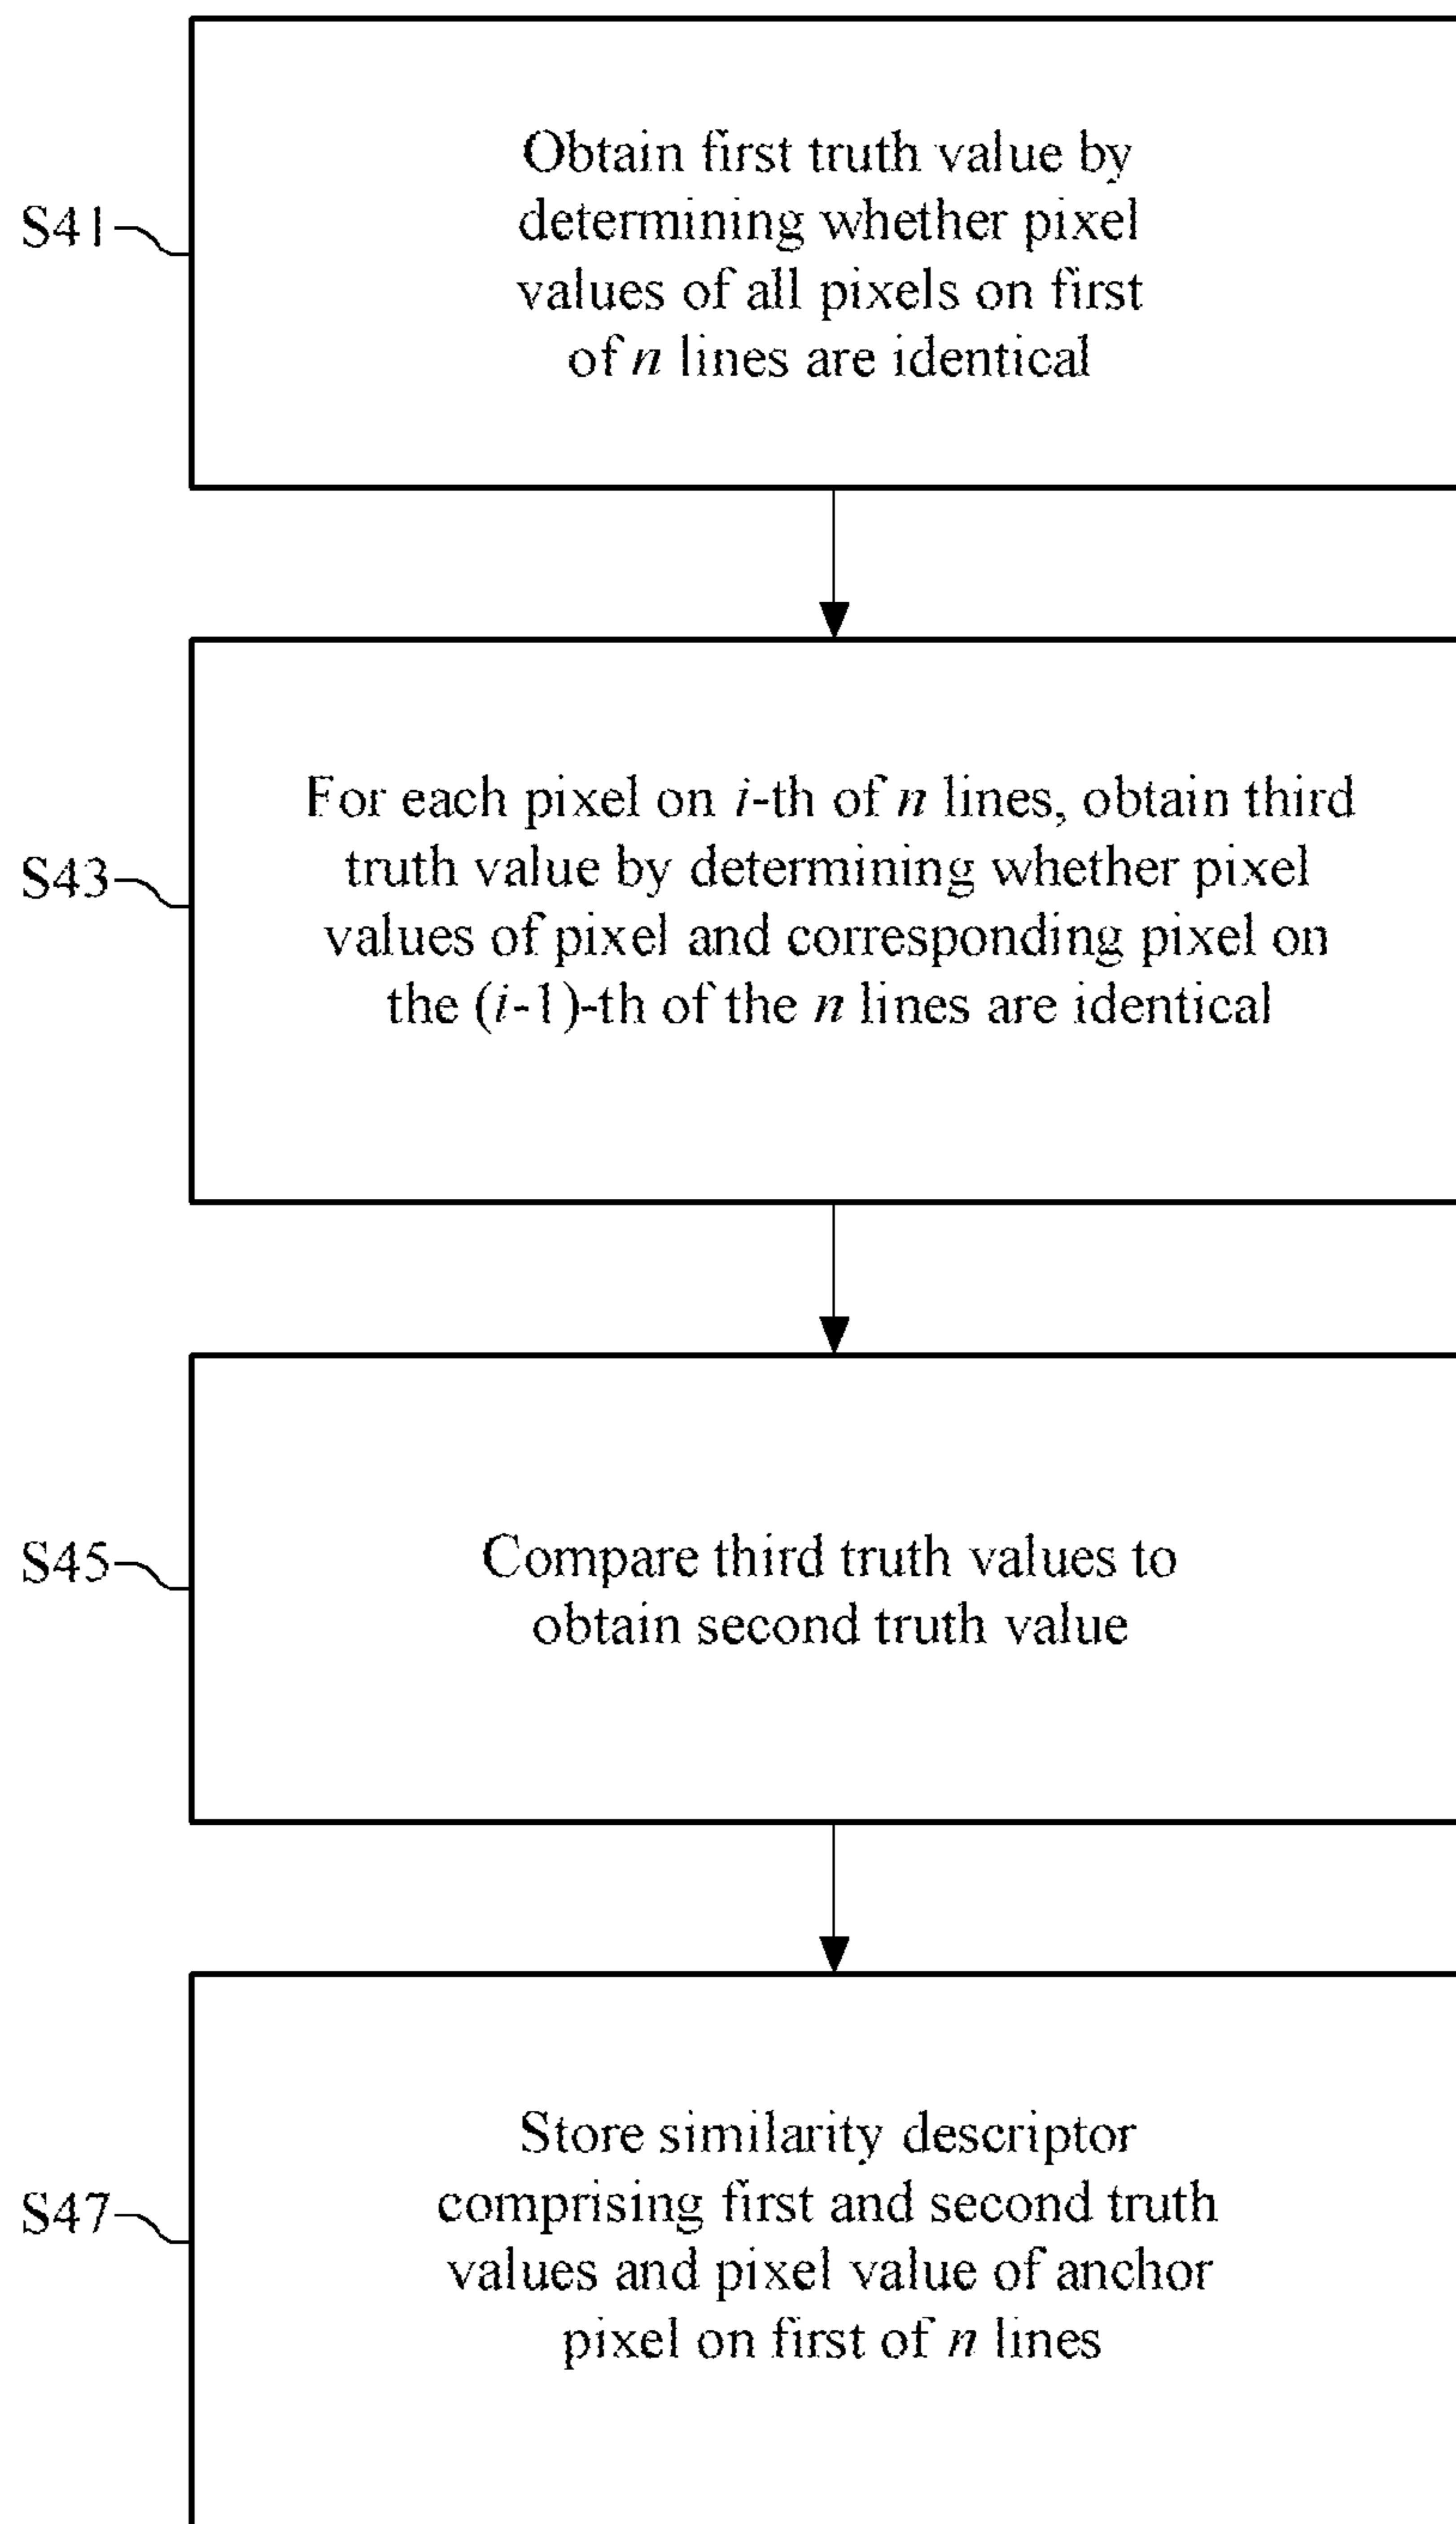 S41
Obtain first truth value by
determining whether pixel
values of all pixels on first
of n lines are identical
S43
For each pixel on i-th of n lines, obtain third
truth value by determining whether pixel
values of pixel and corresponding pixel on
the (i-1)-th of the n lines are identical
S45
Compare third truth values to
obtain second truth value
S47
Store similarity descriptor
comprising first and second truth
values and pixel value of anchor
pixel on first of n lines